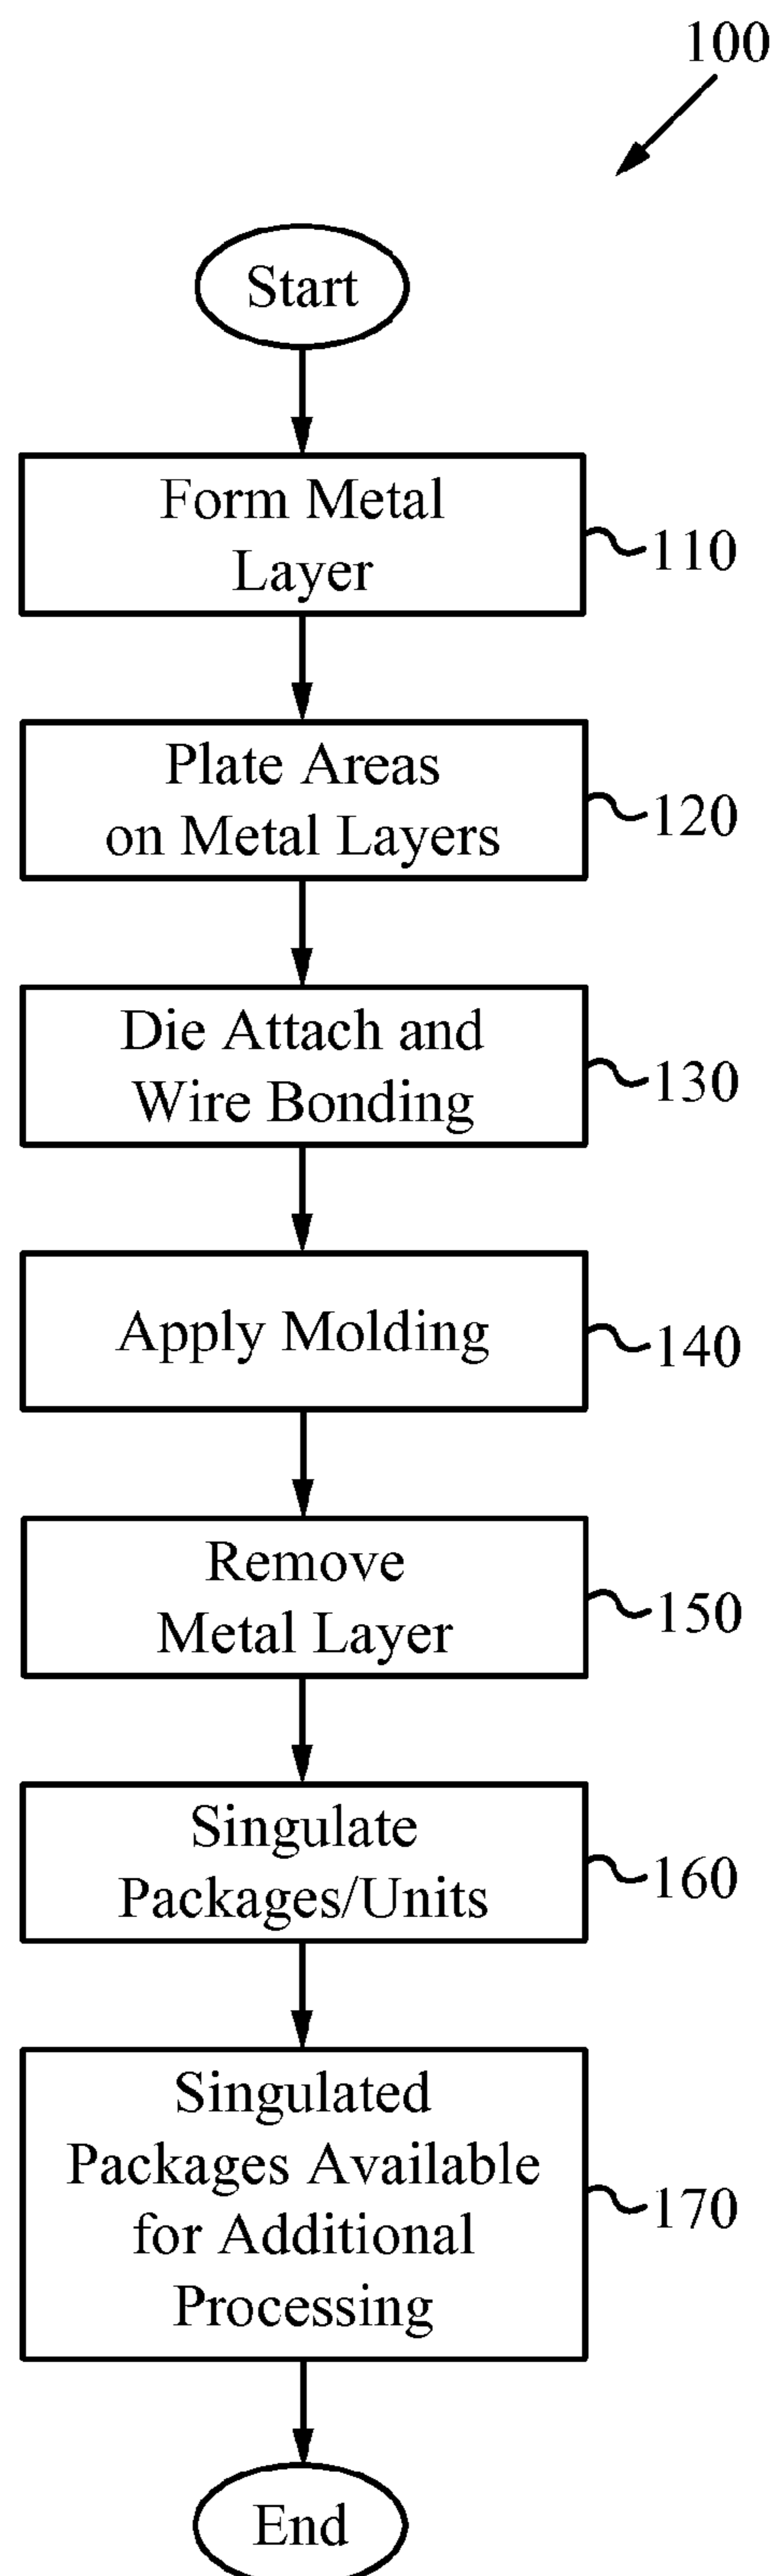 100
Start
Form Metal
Layer
110
Plate Areas
on Metal Layers
120
Die Attach and
Wire Bonding
130
Apply Molding
140
Remove
Metal Layer
150
Singulate
Packages/Units
160
Singulated
Packages Available
for Additional
Processing
170
End